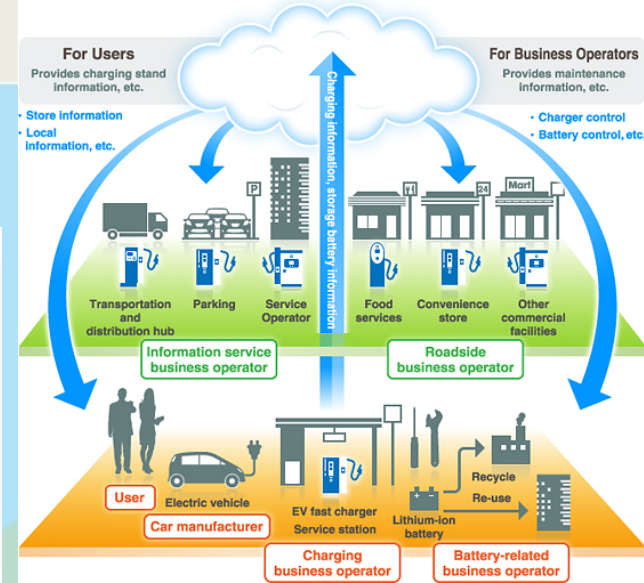 For Users
Provides charging stand
information, etc.
• Store information
• Local
information, etc.
For Business Operators
Provides maintenance
information, etc.
• Charger control
• Battery control, etc.
Charging information, storage battery information
P
24
Mart
Transportation
and
distribution hub
Parking
Service
Operator
Food
services
Convenience
store
Other
commercial
facilities
Information service
business operator
Roadside
business operator
User
Electric vehicle
Car manufacturer
EV fast charger
Service station
Charging
business operator
Lithium-ion
battery
Recycle
Re-use
Battery-related
business operator